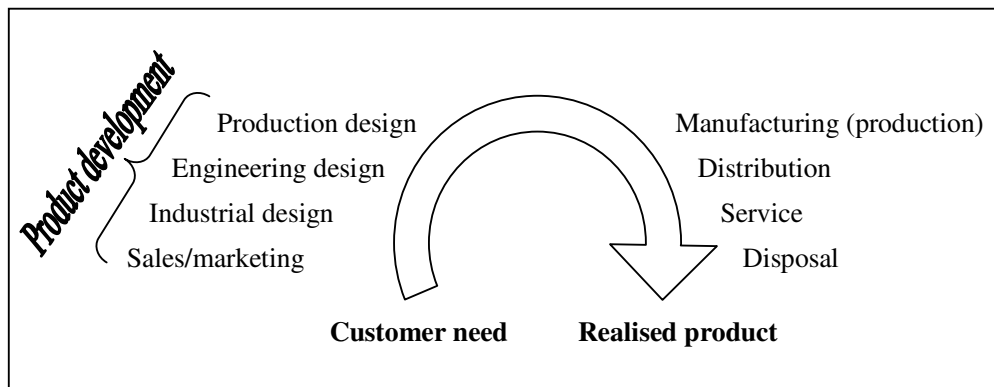 Product development
Production design
Engineering design
Industrial design
Sales/marketing
Manufacturing (production)
Distribution
Service
Disposal
Customer need
Realised product